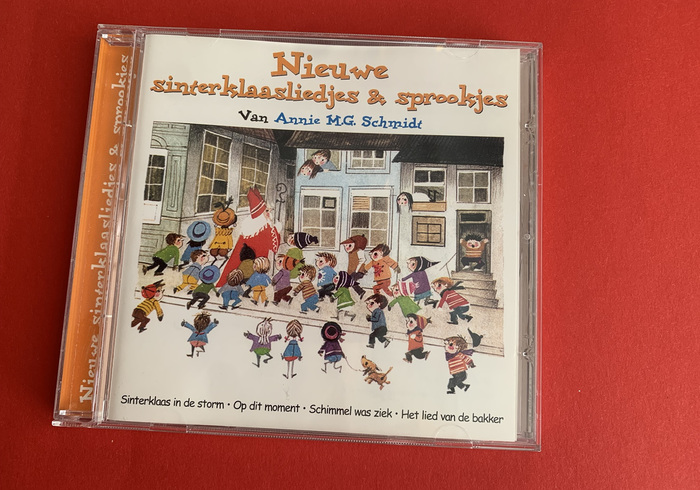 Nieuwe
sinterklaasliedjes & sprookjes
Van Annie M.G. Schmidt
Sinterklaas in de storm • Op dit moment • Schimmel was ziek • Het lied van de bakker
Nieuwe sinterklaasliedjes & sprookjes